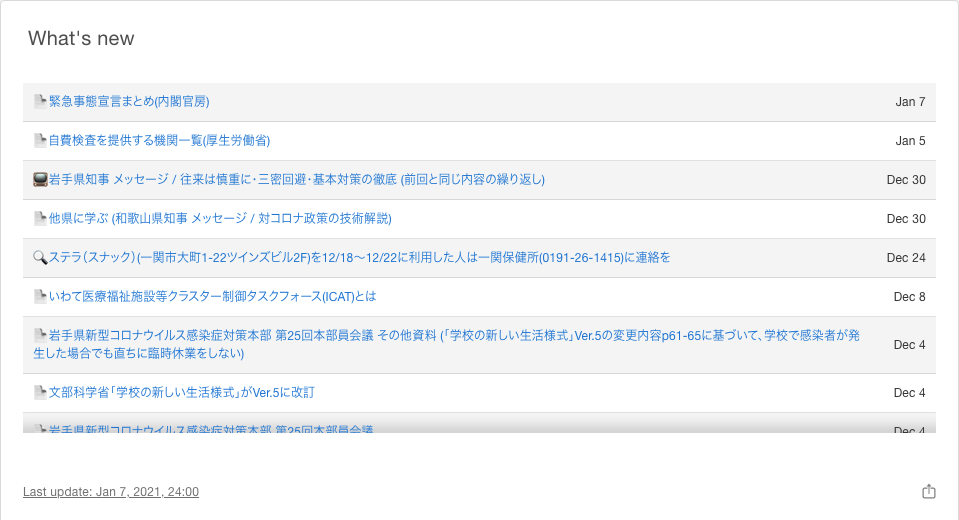 What's new
緊急事態宣言まとめ(内閣官房)
Jan 7
自費検査を提供する機関一覧(厚生労働省)
Jan 5
岩手県知事 メッセージ / 往来は慎重に・三密回避・基本対策の徹底 (前回と同じ内容の繰り返し)
Dec 30
他県に学ぶ (和歌山県知事 メッセージ / 対コロナ政策の技術解説)
Dec 30
ステラ（スナック）(一関市大町1-22ツインズビル2F)を12/18〜12/22に利用した人は一関保健所(0191-26-1415)に連絡を
Dec 24
いわて医療福祉施設等クラスター制御タスクフォース(ICAT)とは
Dec 8
岩手県新型コロナウイルス感染症対策本部 第25回本部員会議 その他資料 (「学校の新しい生活様式」Ver.5の変更内容p61-65に基づいて、学校で感染者が発
生した場合でも直ちに臨時休業をしない)
Dec 4
文部科学省「学校の新しい生活様式」がVer.5に改訂
Dec 4
岩手県新型コロナウイルス感染症対策本部 第25回本部員会議
Dec 4
Last update: Jan 7, 2021, 24:00